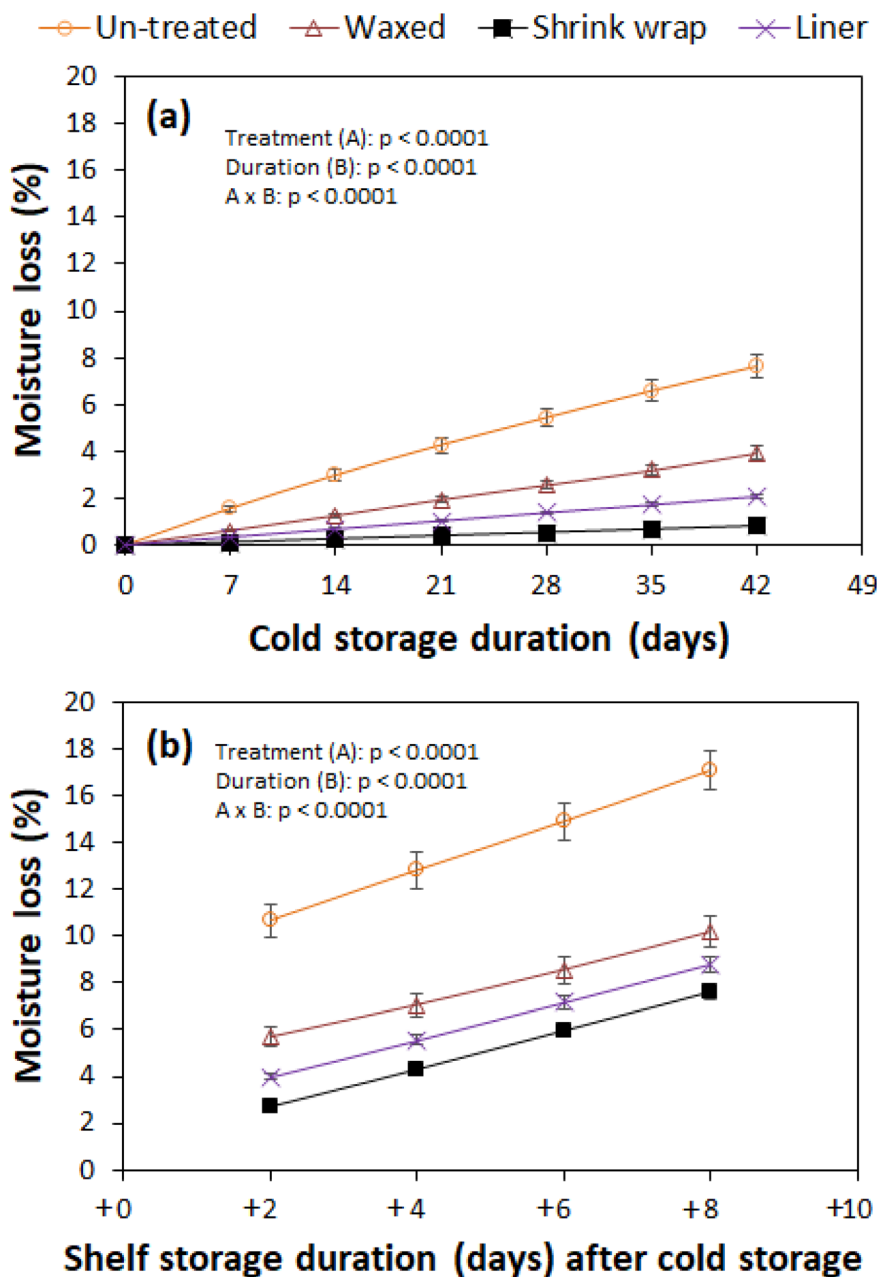 Un-treated Waxed Shrink wrap Liner
20
(a)
18
Treatment (A): p < 0.0001
16
Duration (B): p < 0.0001
14
A x B: p < 0.0001
12
10
8
6
4
2
0
Moisture loss (%)
0 7 14 21 28 35 42 49
Cold storage duration (days)
20
(b)
18
Treatment (A): p < 0.0001
16
Duration (B): p < 0.0001
14
A x B: p < 0.0001
12
10
8
6
4
2
0
Moisture loss (%)
+0 +2 +4 +6 +8 +10
Shelf storage duration (days) after cold storage